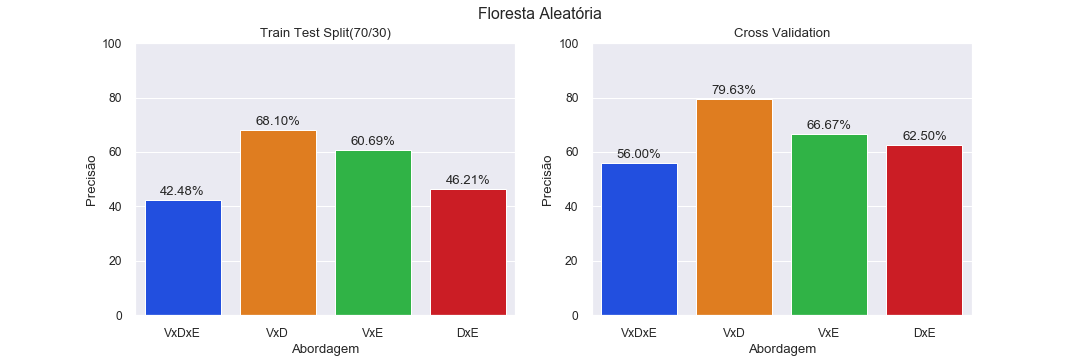 Floresta Aleatória
Train Test Split(70/30)
100
80
60
40
20
0
Precisão
42.48%
68.10%
60.69%
46.21%
VxDxE
VxD
VxE
DxE
Abordagem
Cross Validation
100
80
60
40
20
0
Precisão
56.00%
79.63%
66.67%
62.50%
VxDxE
VxD
VxE
DxE
Abordagem